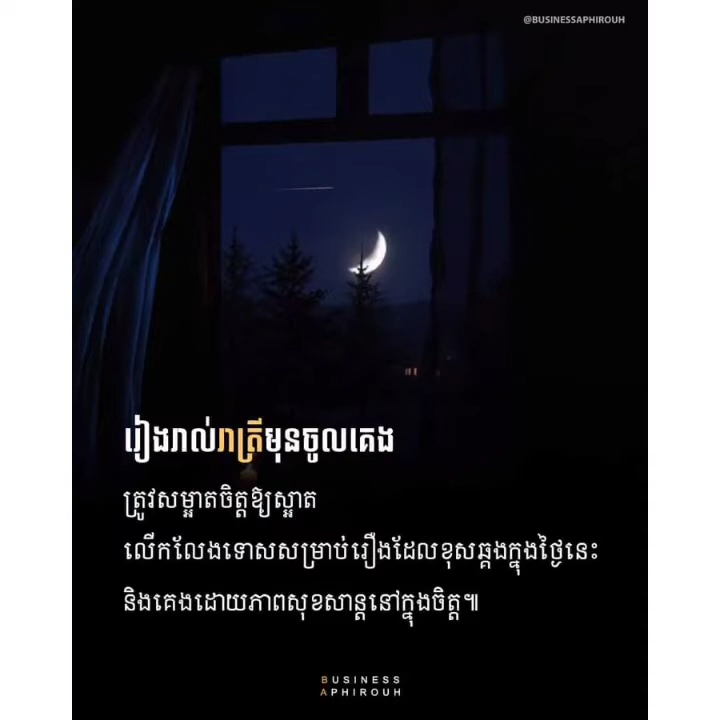 @BUSINESSAPHIROUH
រៀងរាល់រាត្រីមុនចូលគេង
ត្រូវសម្អាតចិត្តឱ្យស្អាត
លើកលែងទោសសម្រាប់រឿងដែលខុសឆ្គងក្នុងថ្ងៃនេះ
និងគេងដោយភាពសុខសាន្តនៅក្នុងចិត្ត៕
BUSINESS
APHIROUH